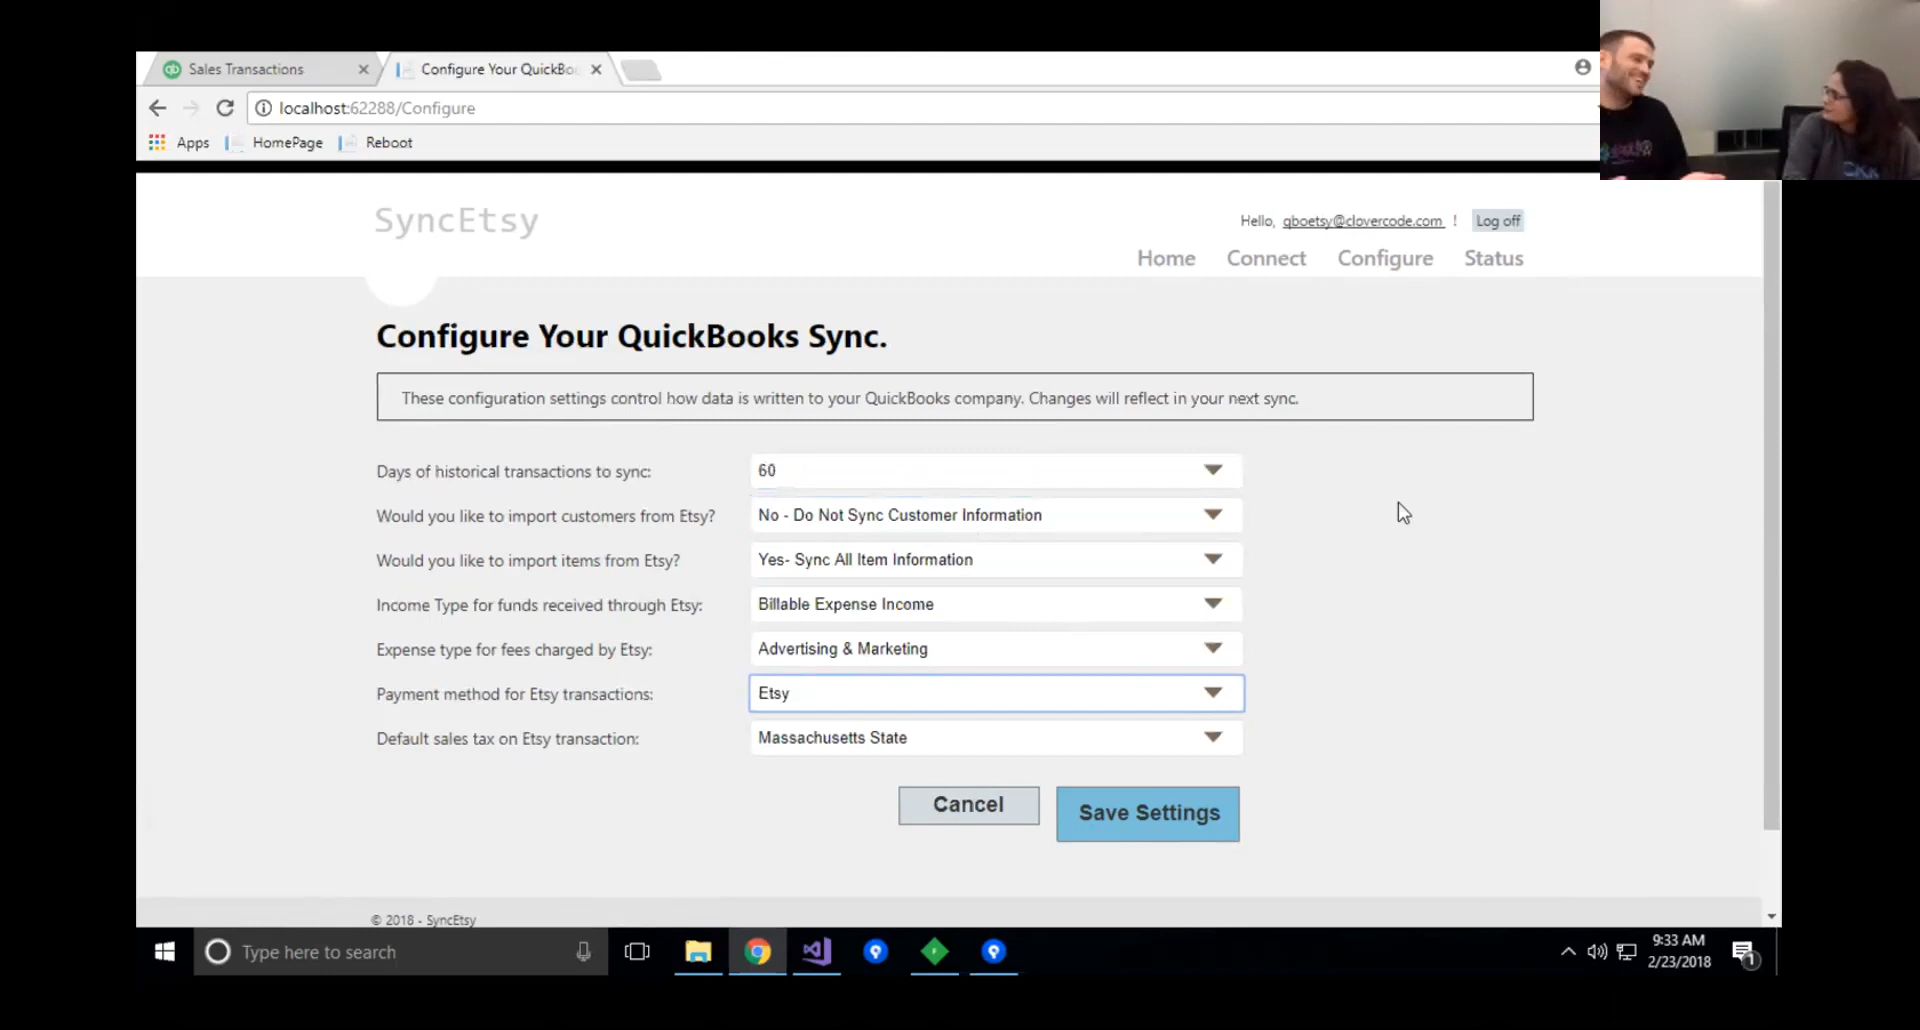 Sales Transactions
Configure Your QuickBo
localhost:62288/Configure
Apps
HomePage
Reboot
SyncEtsy
Hello, qboetsy@clovercode.com !
Log off
Home
Connect
Configure
Status
Configure Your QuickBooks Sync.
These configuration settings control how data is written to your QuickBooks company. Changes will reflect in your next sync.
Days of historical transactions to sync:
60
Would you like to import customers from Etsy?
No - Do Not Sync Customer Information
Would you like to import items from Etsy?
Yes- Sync All Item Information
Income Type for funds received through Etsy:
Billable Expense Income
Expense type for fees charged by Etsy:
Advertising & Marketing
Payment method for Etsy transactions:
Etsy
Default sales tax on Etsy transaction:
Massachusetts State
Cancel
Save Settings
© 2018 - SyncEtsy
Type here to search
9:33 AM
2/23/2018
1